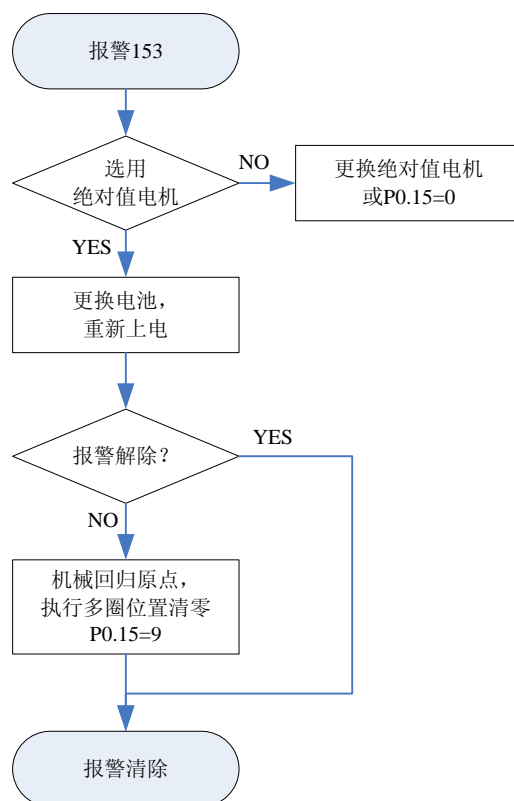 报警153
选用
绝对值电机
NO
更换绝对值电机
或P0.15=0
YES
更换电池，
重新上电
报警解除？
YES
NO
机械回归原点，
执行多圈位置清零
P0.15=9
报警清除